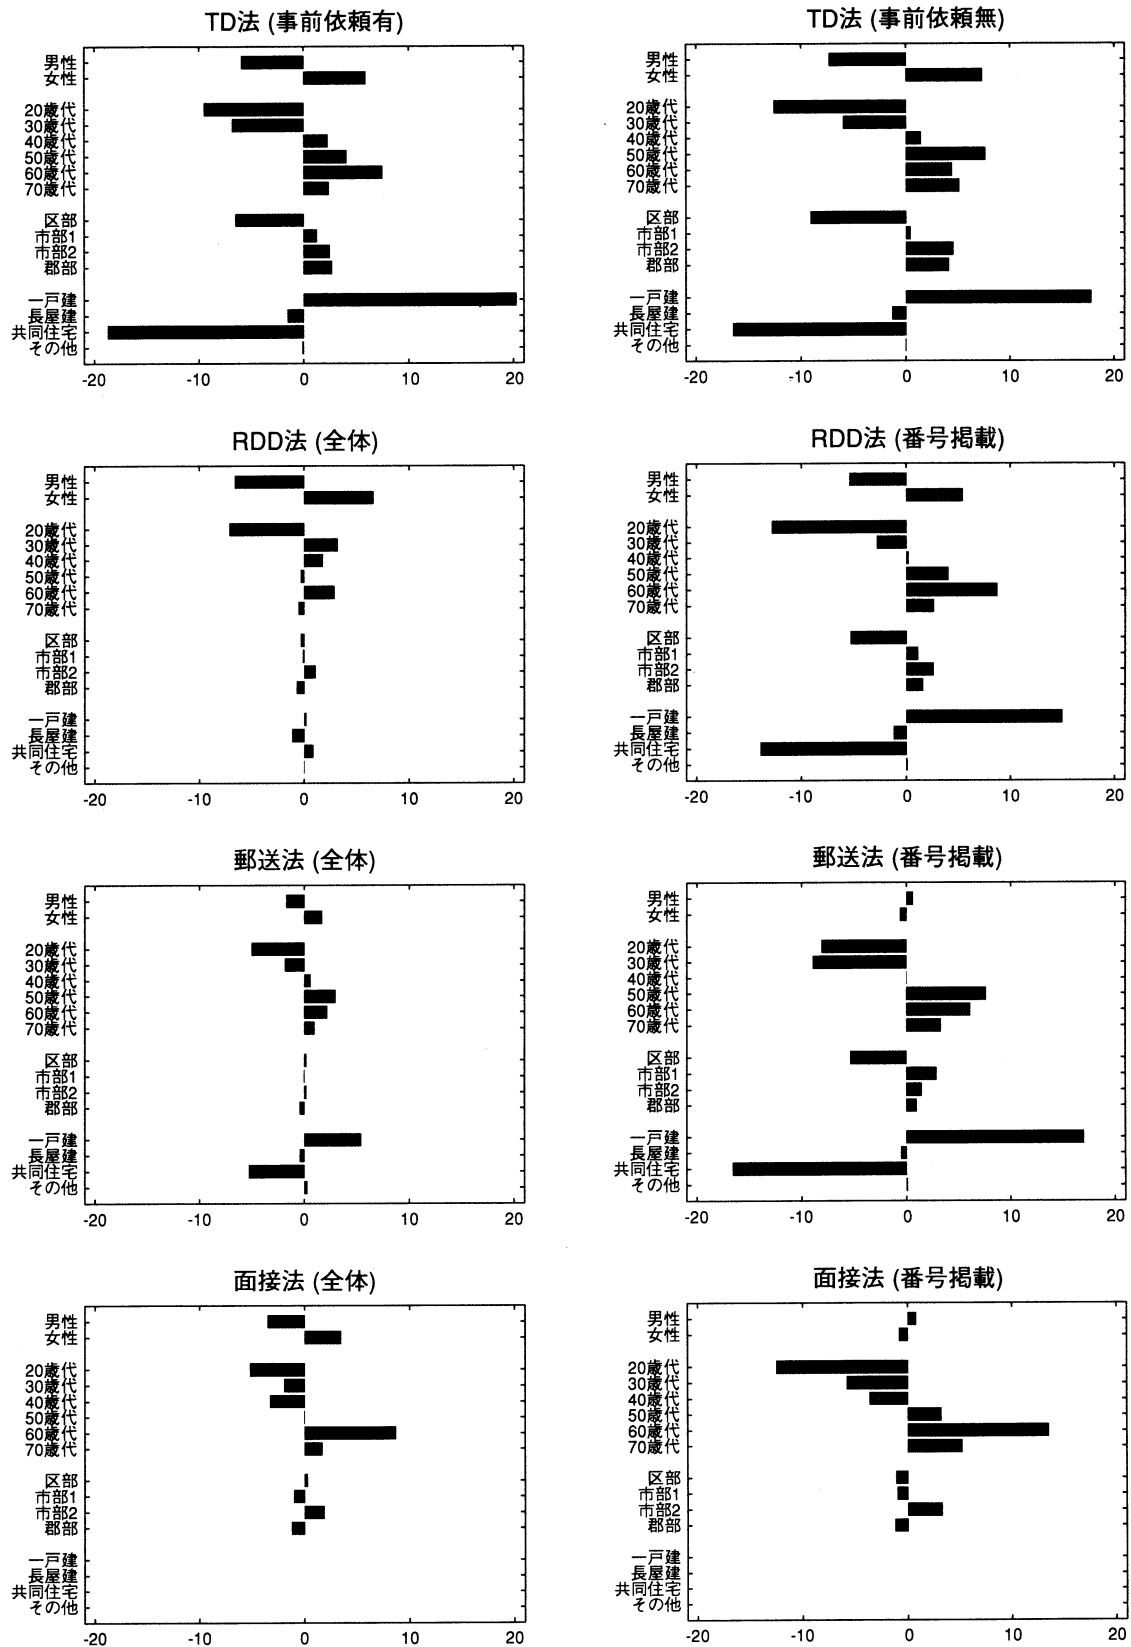 TD法 (事前依頼有)
男性
女性
20歳代
30歳代
40歳代
50歳代
60歳代
70歳代
区部
市部1
市部2
郡部
一戸建
長屋建
共同住宅
その他
-20 -10 0 10 20
TD法 (事前依頼無)
男性
女性
20歳代
30歳代
40歳代
50歳代
60歳代
70歳代
区部
市部1
市部2
郡部
一戸建
長屋建
共同住宅
その他
-20 -10 0 10 20
RDD法 (全体)
男性
女性
20歳代
30歳代
40歳代
50歳代
60歳代
70歳代
区部
市部1
市部2
郡部
一戸建
長屋建
共同住宅
その他
-20 -10 0 10 20
RDD法 (番号掲載)
男性
女性
20歳代
30歳代
40歳代
50歳代
60歳代
70歳代
区部
市部1
市部2
郡部
一戸建
長屋建
共同住宅
その他
-20 -10 0 10 20
郵送法 (全体)
男性
女性
20歳代
30歳代
40歳代
50歳代
60歳代
70歳代
区部
市部1
市部2
郡部
一戸建
長屋建
共同住宅
その他
-20 -10 0 10 20
郵送法 (番号掲載)
男性
女性
20歳代
30歳代
40歳代
50歳代
60歳代
70歳代
区部
市部1
市部2
郡部
一戸建
長屋建
共同住宅
その他
-20 -10 0 10 20
面接法 (全体)
男性
女性
20歳代
30歳代
40歳代
50歳代
60歳代
70歳代
区部
市部1
市部2
郡部
一戸建
長屋建
共同住宅
その他
-20 -10 0 10 20
面接法 (番号掲載)
男性
女性
20歳代
30歳代
40歳代
50歳代
60歳代
70歳代
区部
市部1
市部2
郡部
一戸建
長屋建
共同住宅
その他
-20 -10 0 10 20